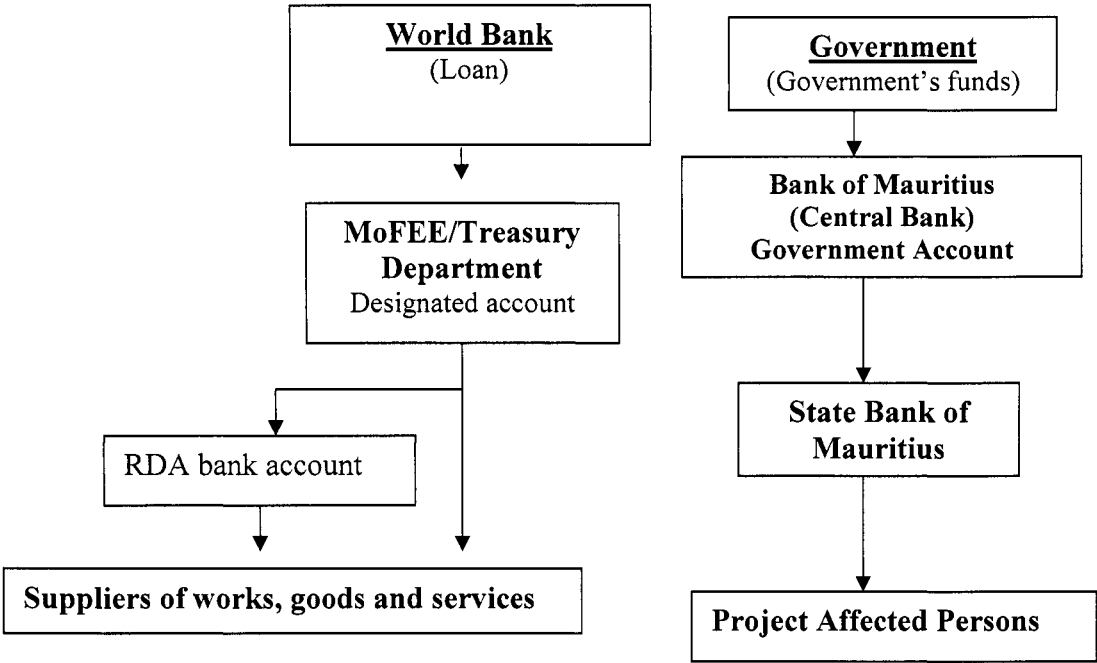 World Bank
(Loan)
MoFEE/Treasury
Department
Designated account
RDA bank account
Suppliers of works, goods and services
Government
(Government's funds)
Bank of Mauritius
(Central Bank)
Government Account
State Bank of
Mauritius
Project Affected Persons